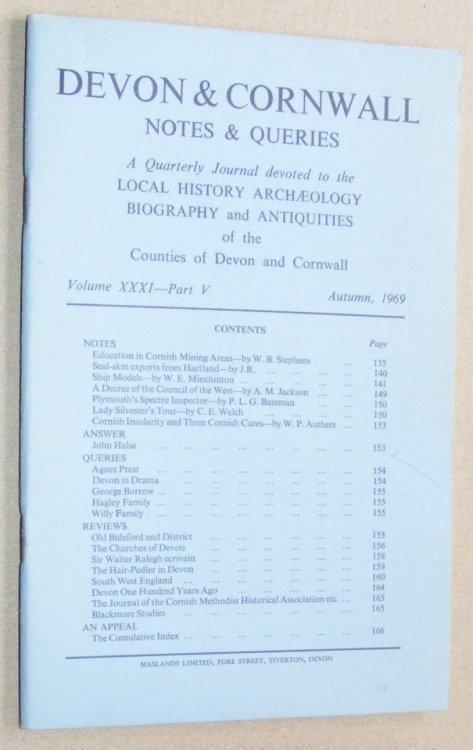 DEVON & CORNWALL
NOTES & QUERIES
A Quarterly Journal devoted to the
LOCAL HISTORY ARCHÆOLOGY
BIOGRAPHY and ANTIQUITIES
of the
Counties of Devon and Cornwall
Volume XXXI—Part V Autumn, 1969
CONTENTS
NOTES Page
Education in Cornish Mining Areas—by W. B. Stephens ... 135
Seal-skin exports from Hartland—by J.R. ... ... ... ... 140
Ship Models—by W. E. Minchinton ... ... ... ... ... 141
A Decree of the Council of the West—by A. M. Jackson ... ... 149
Plymouth's Spectre Inspector—by P. L. G. Bateman ... ... 150
Lady Silvester's Tour—by C. E. Welch ... ... ... ... 150
Cornish Insularity and Three Cornish Cures—by W. P. Authers ... 153
ANSWER
John Halse ... ... ... ... ... ... ... ... 153
QUERIES
Agnes Prest ... ... ... ... ... ... ... ... 154
Devon in Drama ... ... ... ... ... ... ... 154
George Borrow ... ... ... ... ... ... ... ... 155
Hagley Family ... ... ... ... ... ... ... ... 155
Willy Family ... ... ... ... ... ... ... ... 155
REVIEWS
Old Bideford and District ... ... ... ... ... ... 155
The Churches of Devon ... ... ... ... ... ... 156
Sir Walter Ralegh ecrivain ... ... ... ... ... ... 158
The Hair-Pedler in Devon ... ... ... ... ... ... 159
South West England ... ... ... ... ... ... ... 160
Devon One Hundred Years Ago ... ... ... ... ... 164
The Journal of the Cornish Methodist Historical Association etc. ... 165
Blackmore Studies ... ... ... ... ... ... ... 165
AN APPEAL
The Cumulative Index ... ... ... ... ... ... ... 166
MASLANDS LIMITED, FORE STREET, TIVERTON, DEVON